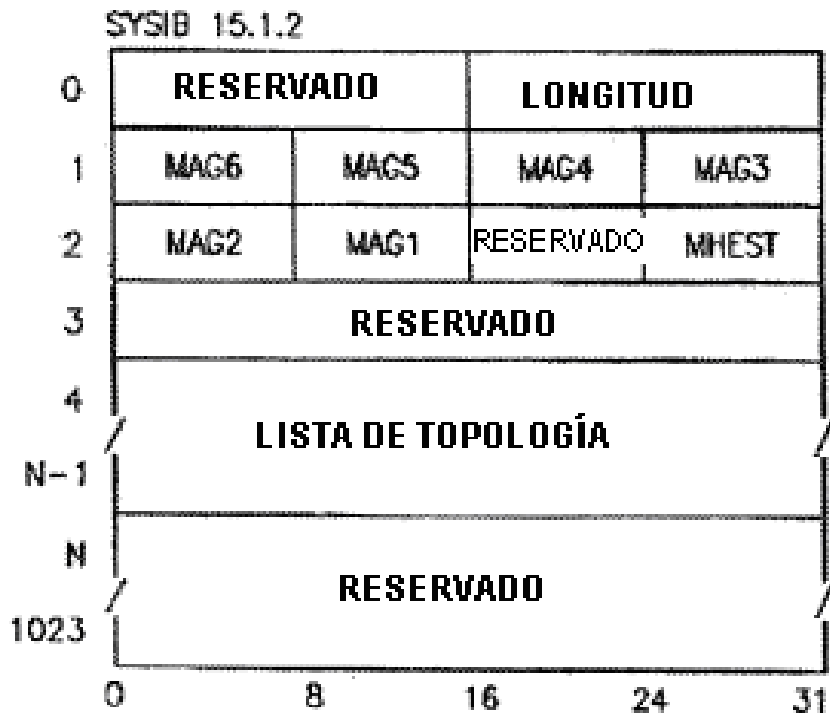 SYSIB 15.1.2
0 RESERVADO LONGITUD
1 MAG6 MAG5 MAG4 MAG3
2 MAG2 MAG1 RESERVADO MHEST
3 RESERVADO
4
LISTA DE TOPOLOGÍA
N-1
N
RESERVADO
1023
0 8 16 24 31